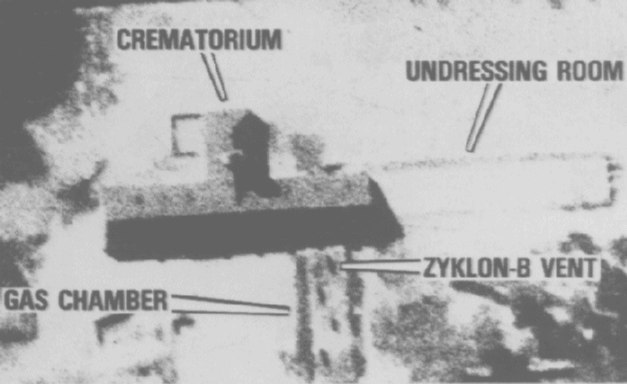 CREMATORIUM
UNDRESSING ROOM
ZYKLON-B VENT
GAS CHAMBER